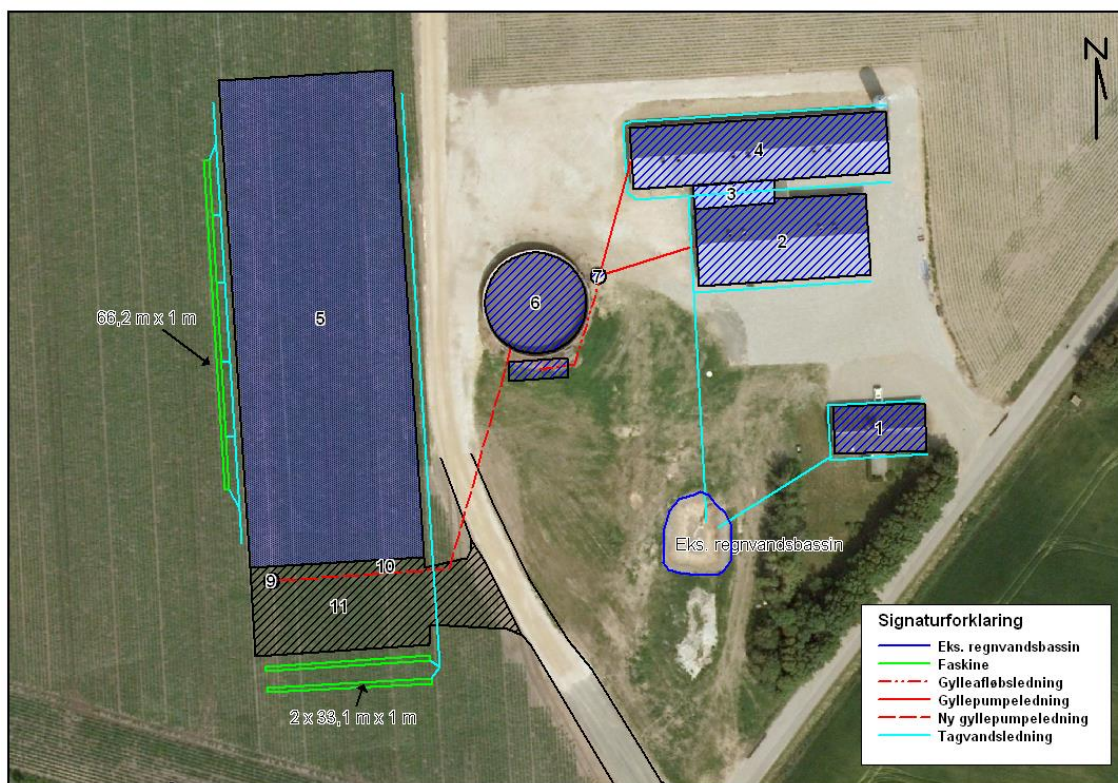 N
4
3
2
7
6
5
66,2 m x 1 m
1
Eks. regnvandsbassin
10
9
11
2 x 33,1 m x 1 m
Signaturforklaring
Eks. regnvandsbassin
Faskine
Gylleafløbsledning
Gyllepumpeledning
Ny gyllepumpeledning
Tagvandsledning